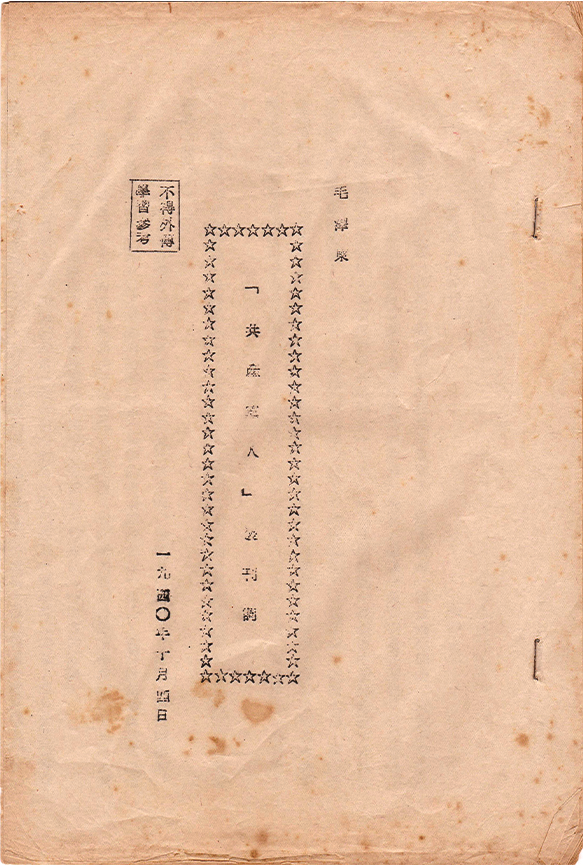 毛澤東
「共產黨人」發刊詞
不得外傳
學習參考
一九四〇年十月四日